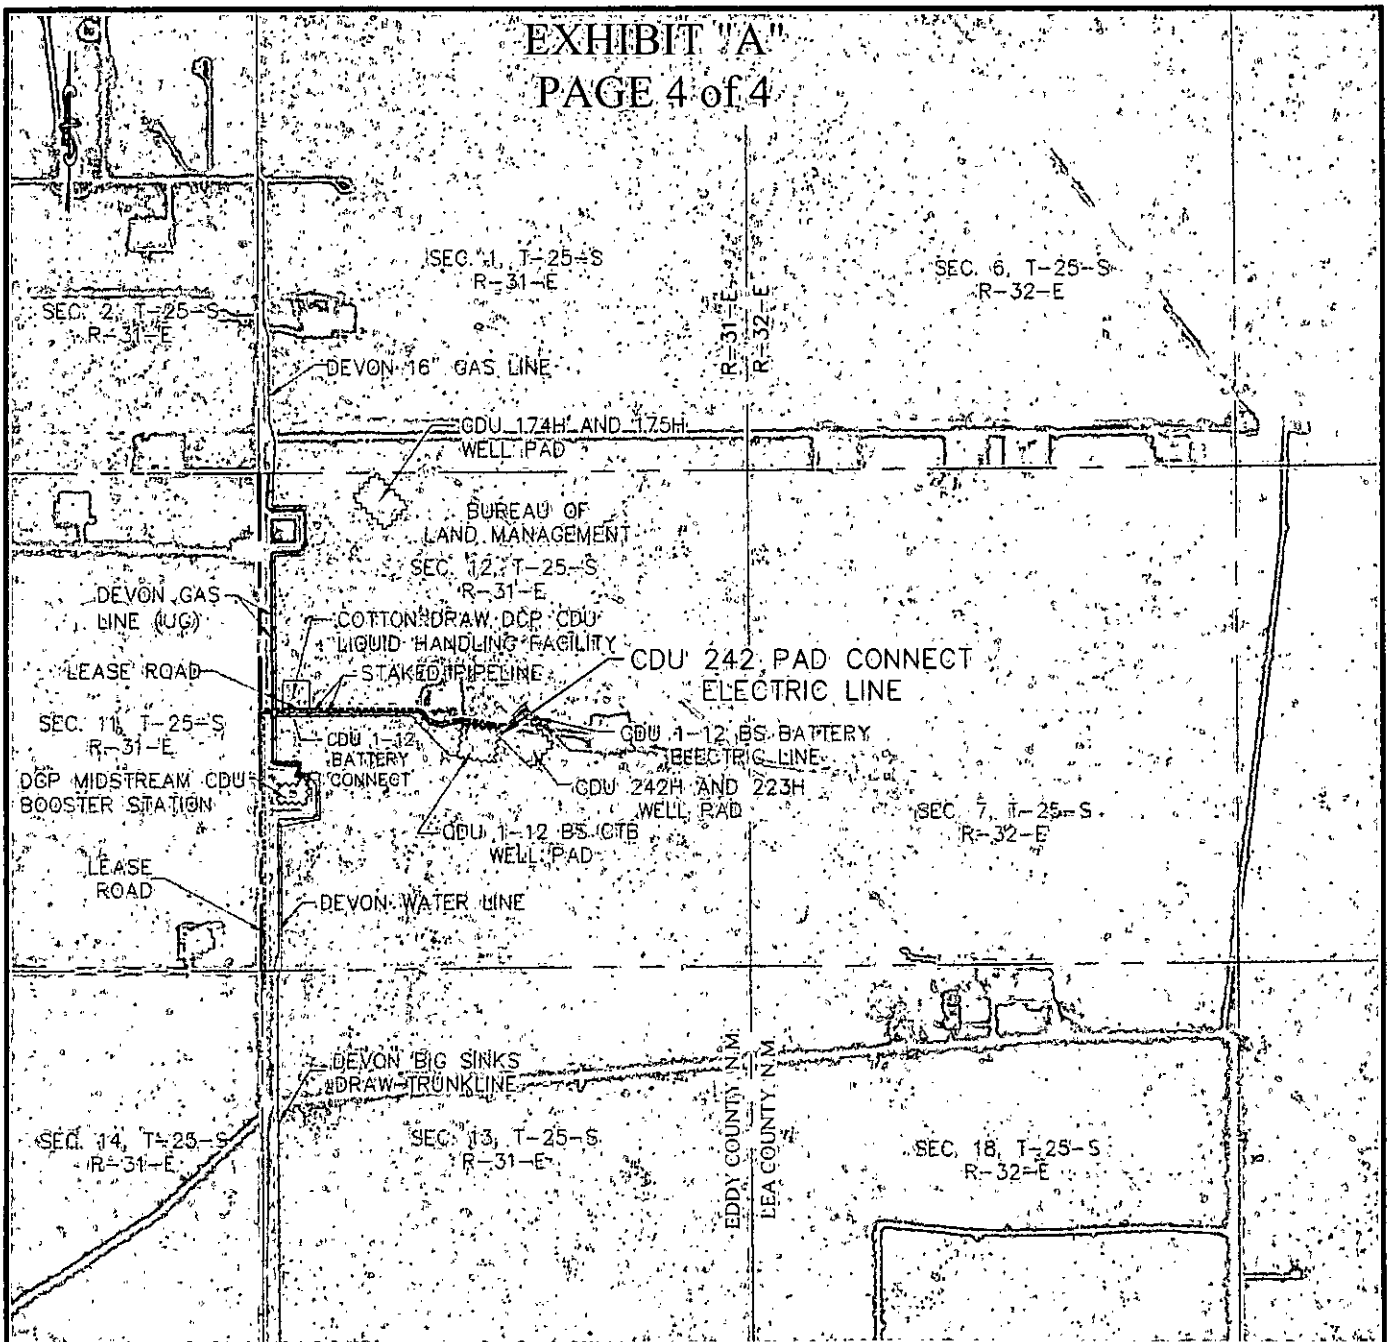 EXHIBIT "A"
PAGE 4 of 4
SEC. 1, T-25-S
R-31-E
SEC. 6, T-25-S
R-32-E
SEC. 2, T-25-S
R-31-E
R-31-E
R-32-E
DEVON 16" GAS LINE
CDU 174H AND 175H
WELL PAD
BUREAU OF
LAND MANAGEMENT
SEC. 12, T-25-S
R-31-E
DEVON GAS
LINE (UG)
COTTON DRAW DCP CDU
LIQUID HANDLING FACILITY
LEASE ROAD
STAKED PIPELINE
CDU 242 PAD CONNECT
ELECTRIC LINE
SEC. 11, T-25-S
R-31-E
CDU 1-12
BATTERY
CONNECT
CDU 1-12 BS BATTERY
ELECTRIC LINE
DCP MIDSTREAM CDU
BOOSTER STATION
CDU 242H AND 223H
WELL PAD
SEC. 7, T-25-S
R-32-E
CDU 1-12 BS CTB
WELL PAD
LEASE
ROAD
DEVON WATER LINE
DEVON BIG SINKS
DRAW TRUNKLINE
EDDY COUNTY N.M.
LEA COUNTY N.M.
SEC. 14, T-25-S
R-31-E
SEC. 13, T-25-S
R-31-E
SEC. 18, T-25-S
R-32-E